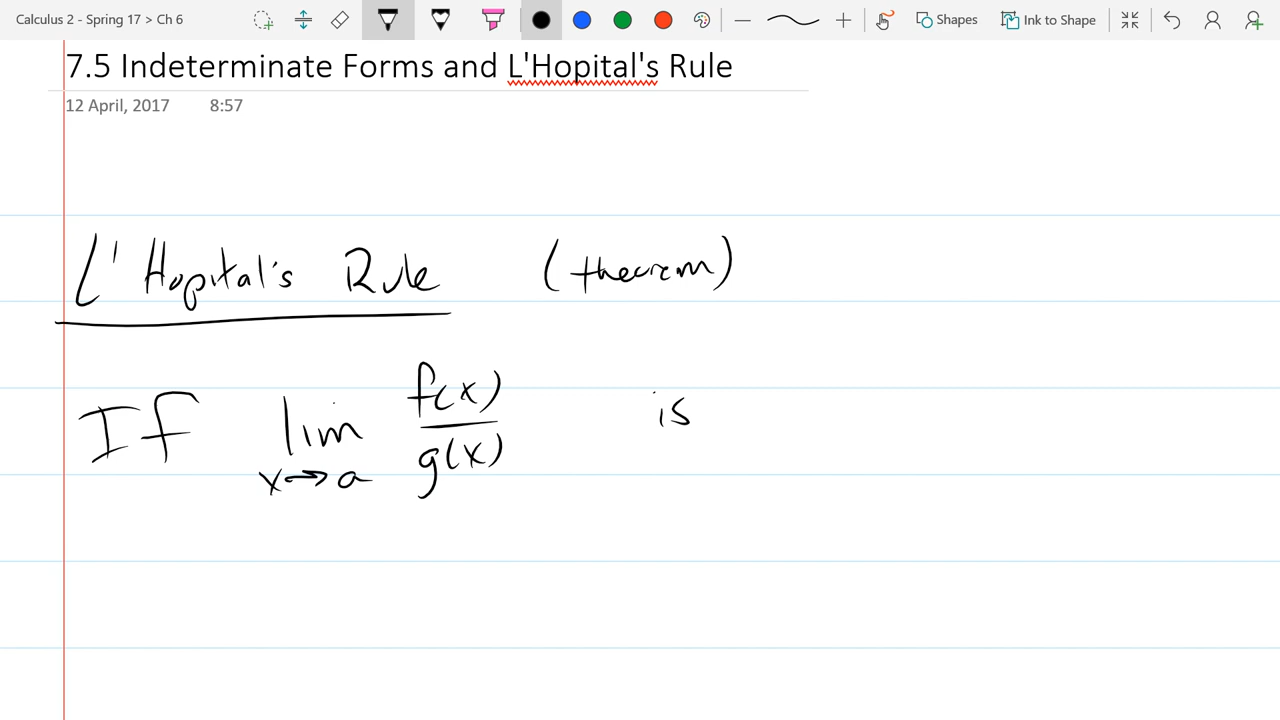 Calculus 2 - Spring 17 > Ch 6 Shapes Ink to Shape
7.5 Indeterminate Forms and L'Hopital's Rule
12 April, 2017 8:57
L'Hopital's Rule (theorem)
If lim x→a f(x)/g(x) is